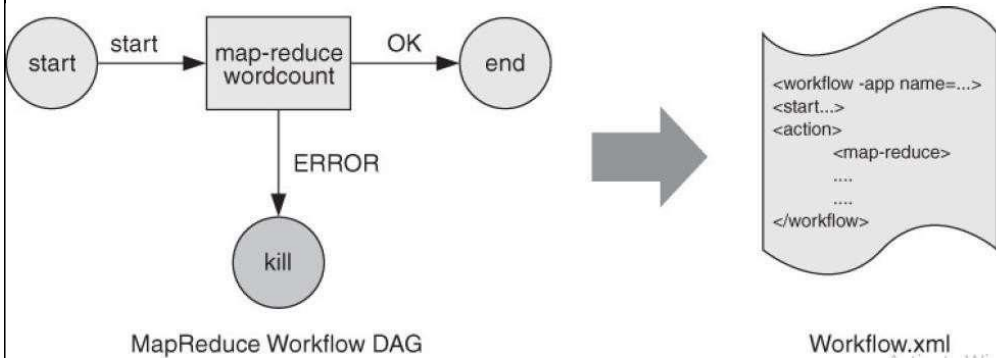 start
start
map-reduce
wordcount
OK
end
ERROR
kill
MapReduce Workflow DAG
<workflow -app name=...>
<start...>
<action>
<map-reduce>
....
....
</workflow>
Workflow.xml